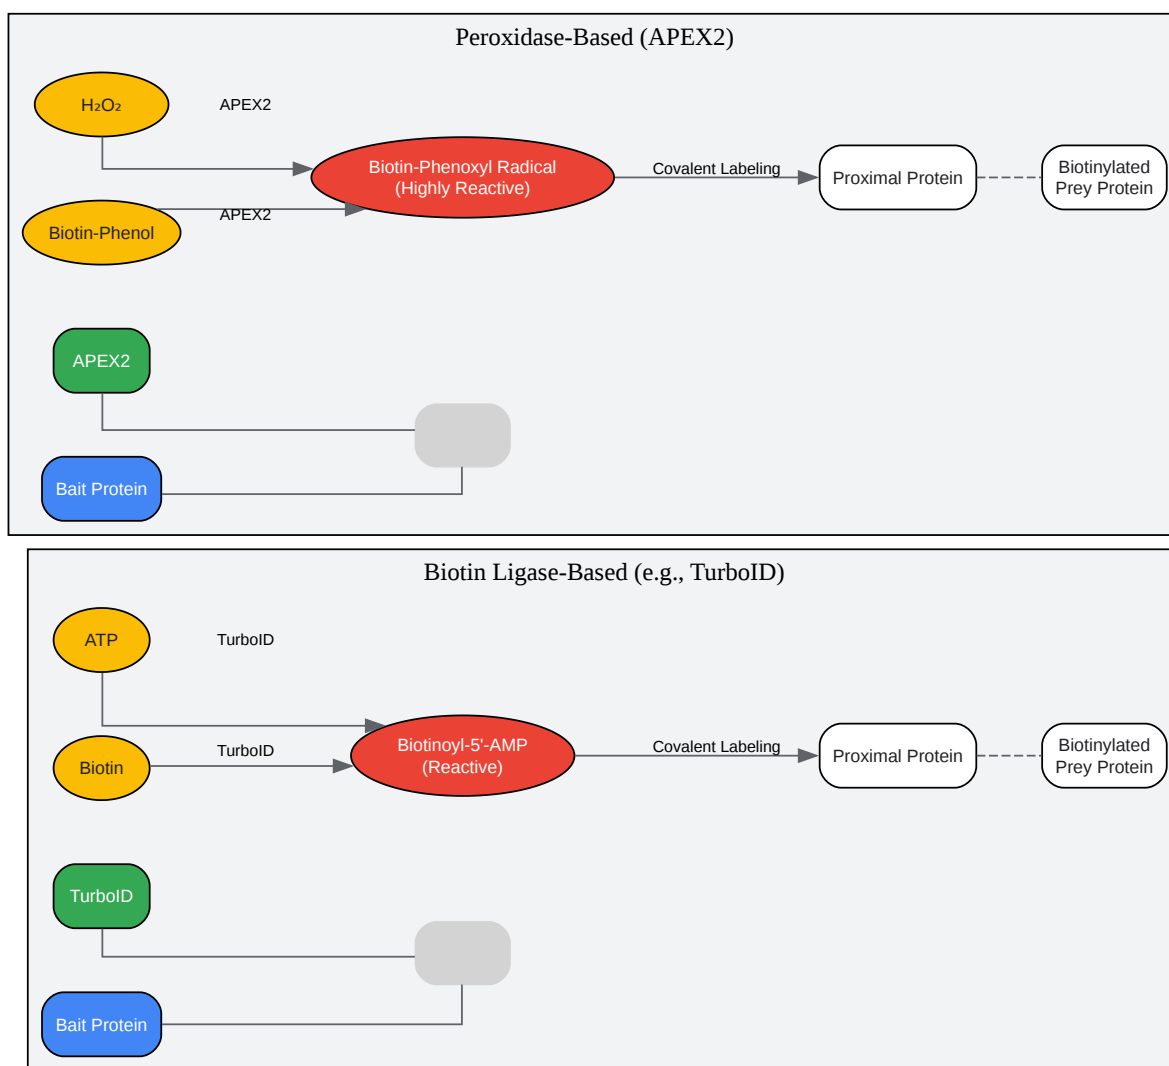 Peroxidase-Based (APEX2)
H₂O₂
APEX2
Biotin-Phenoxyl Radical
(Highly Reactive)
Covalent Labeling
Proximal Protein
Biotinylated
Prey Protein
APEX2
Biotin-Phenol
APEX2
Bait Protein
Biotin Ligase-Based (e.g., TurboID)
ATP
TurboID
Biotin
TurboID
Biotinoyl-5'-AMP
(Reactive)
Covalent Labeling
Proximal Protein
Biotinylated
Prey Protein
TurboID
Bait Protein